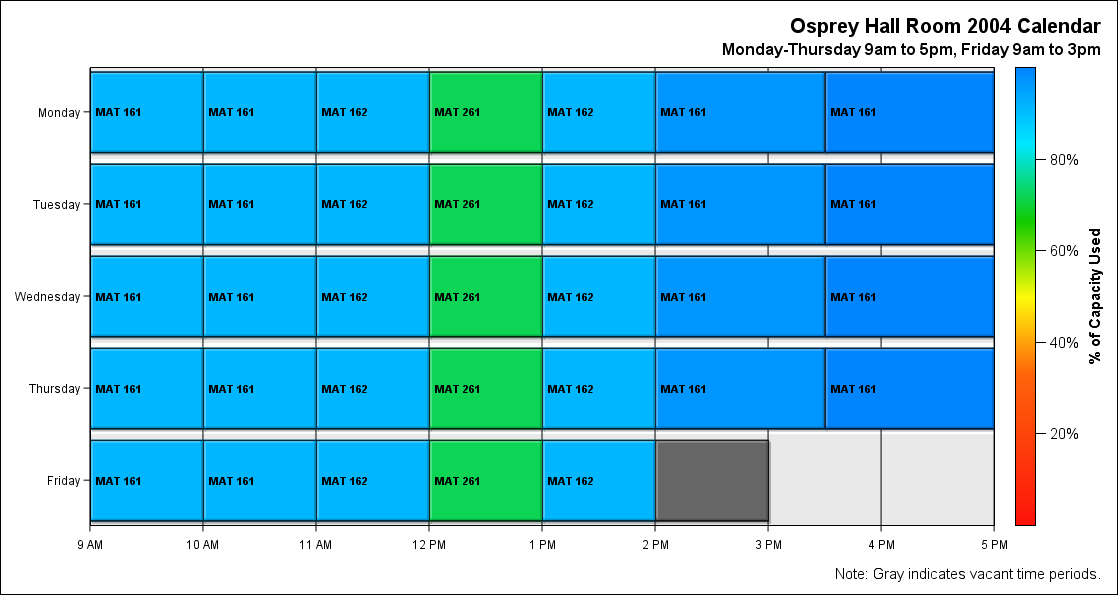 Osprey Hall Room 2004 Calendar
Monday-Thursday 9am to 5pm, Friday 9am to 3pm
Monday MAT 161 MAT 161 MAT 162 MAT 261 MAT 162 MAT 161 MAT 161
80%
Tuesday MAT 161 MAT 161 MAT 162 MAT 261 MAT 162 MAT 161 MAT 161
60%
Wednesday MAT 161 MAT 161 MAT 162 MAT 261 MAT 162 MAT 161 MAT 161
% of Capacity Used
40%
Thursday MAT 161 MAT 161 MAT 162 MAT 261 MAT 162 MAT 161 MAT 161
20%
Friday MAT 161 MAT 161 MAT 162 MAT 261 MAT 162
9 AM 10 AM 11 AM 12 PM 1 PM 2 PM 3 PM 4 PM 5 PM
Note: Gray indicates vacant time periods.